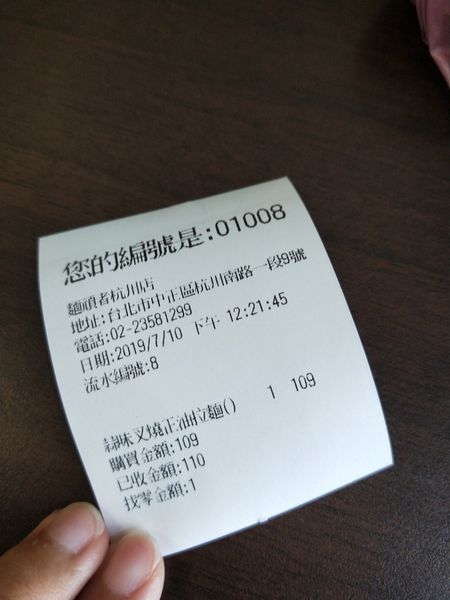 您的編號是:01008
麵頑者杭川店
地址:台北市中正區杭川南路一段9號
電話:02-23581299
日期:2019/7/10 下午 12:21:45
流水編號:8
蒜味叉燒正油拉麵() 1 109
購買金額:109
已收金額:110
找零金額:1